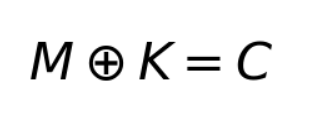 M ⊕ K = C